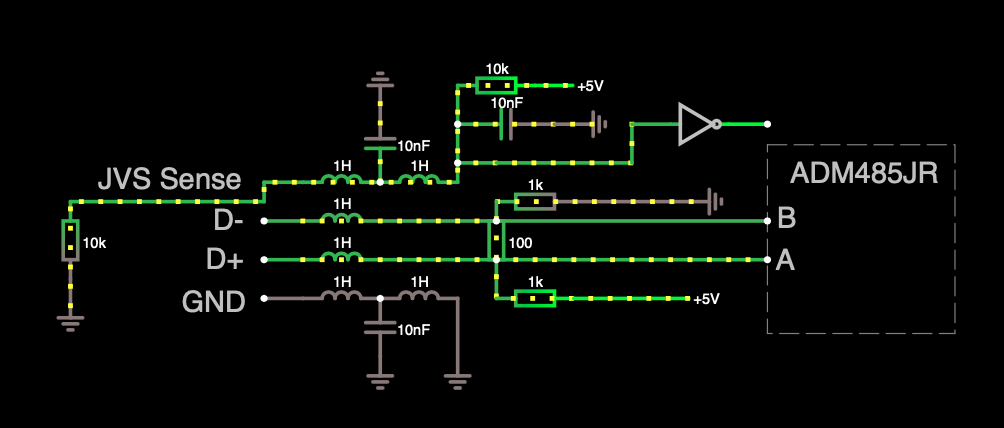 10k
+5V
10nF
10nF
1H
1H
JVS Sense
ADM485JR
1k
1H
D-
B
10k
100
1H
D+
A
1H
1H
1k
GND
+5V
10nF